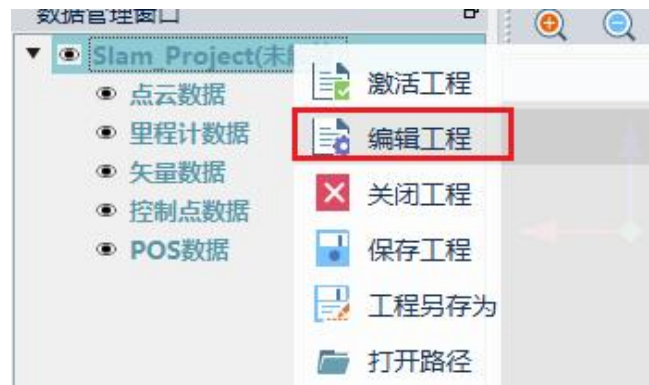 数据管理窗口
Slam_Project(未
点云数据
里程计数据
矢量数据
控制点数据
POS数据
激活工程
编辑工程
关闭工程
保存工程
工程另存为
打开路径